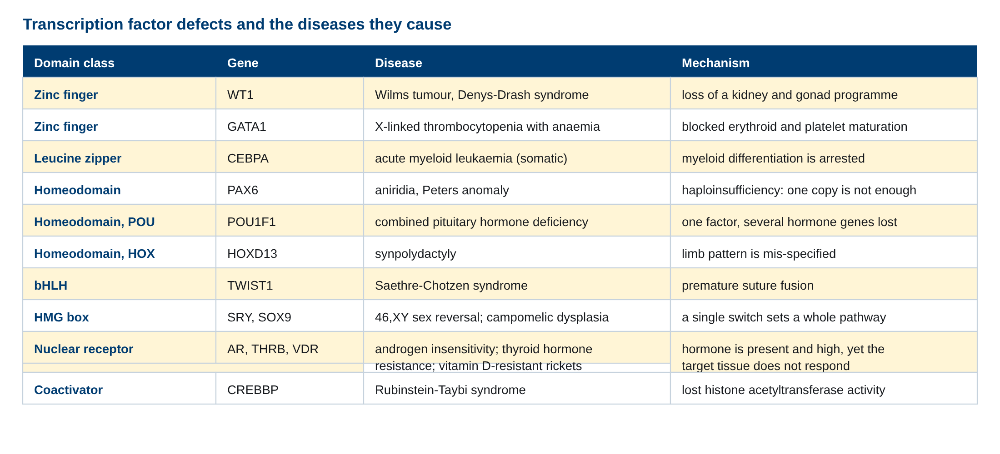 Transcription factor defects and the diseases they cause
Domain class Gene Disease Mechanism
Zinc finger WT1 Wilms tumour, Denys-Drash syndrome loss of a kidney and gonad programme
Zinc finger GATA1 X-linked thrombocytopenia with anaemia blocked erythroid and platelet maturation
Leucine zipper CEBPA acute myeloid leukaemia (somatic) myeloid differentiation is arrested
Homeodomain PAX6 aniridia, Peters anomaly haploinsufficiency: one copy is not enough
Homeodomain, POU POU1F1 combined pituitary hormone deficiency one factor, several hormone genes lost
Homeodomain, HOX HOXD13 synpolydactyly limb pattern is mis-specified
bHLH TWIST1 Saethre-Chotzen syndrome premature suture fusion
HMG box SRY, SOX9 46,XY sex reversal; campomelic dysplasia a single switch sets a whole pathway
Nuclear receptor AR, THRB, VDR androgen insensitivity; thyroid hormone hormone is present and high, yet the
resistance; vitamin D-resistant rickets target tissue does not respond
Coactivator CREBBP Rubinstein-Taybi syndrome lost histone acetyltransferase activity